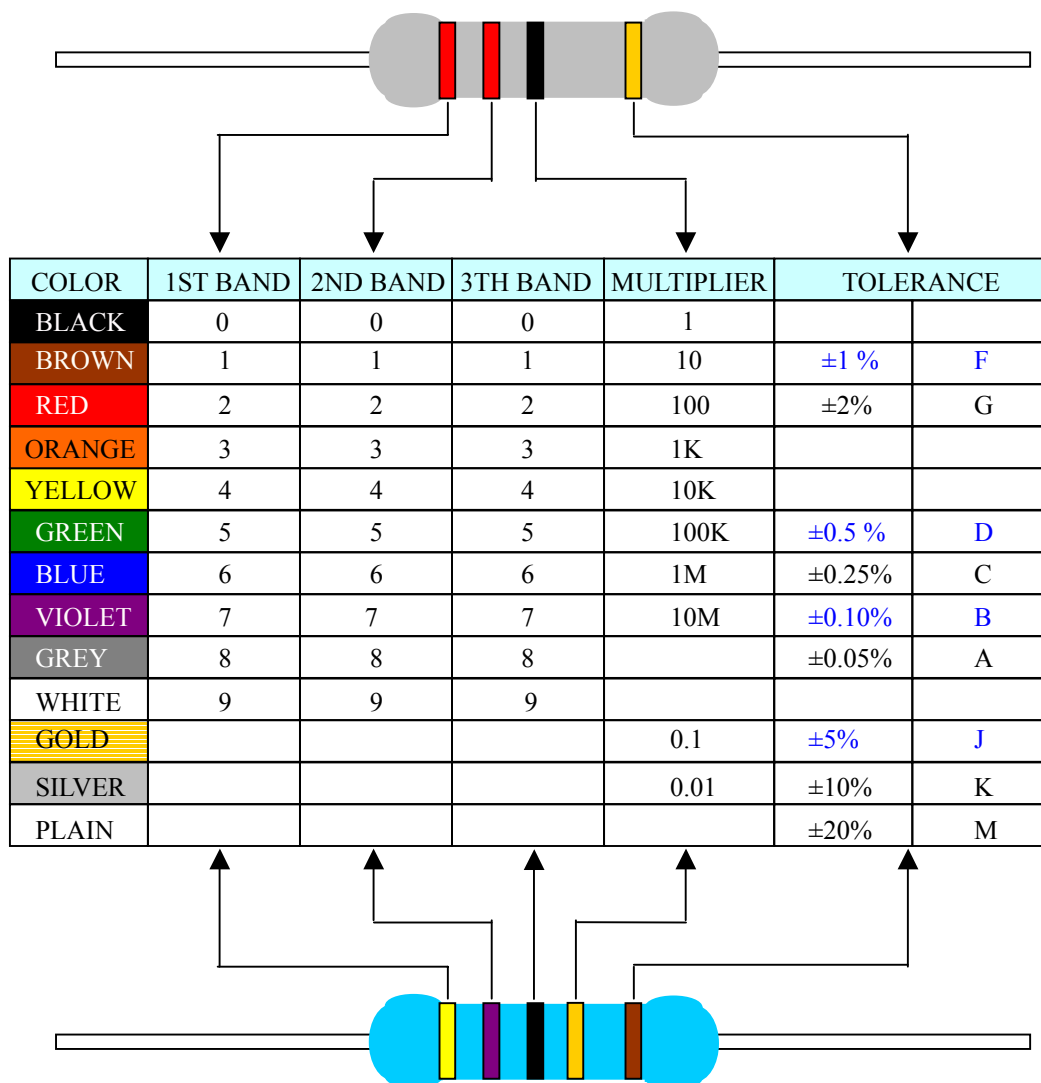 COLOR 1ST BAND 2ND BAND 3TH BAND MULTIPLIER TOLERANCE
BLACK 0 0 0 1
BROWN 1 1 1 10 ±1 % F
RED 2 2 2 100 ±2% G
ORANGE 3 3 3 1K
YELLOW 4 4 4 10K
GREEN 5 5 5 100K ±0.5 % D
BLUE 6 6 6 1M ±0.25% C
VIOLET 7 7 7 10M ±0.10% B
GREY 8 8 8 ±0.05% A
WHITE 9 9 9
GOLD 0.1 ±5% J
SILVER 0.01 ±10% K
PLAIN ±20% M